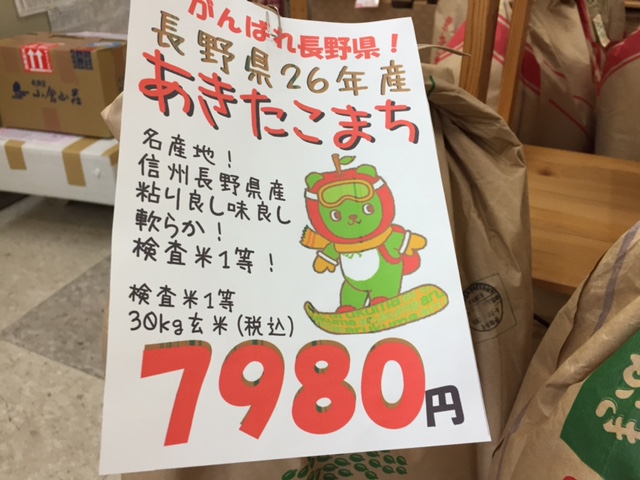 がんばれ長野県！
長野県26年産
あきたこまち
名産地！
信州長野県産
粘り良し味良し
軟らか！
検査米1等！
検査米1等
30kg玄米(税込)
7980円